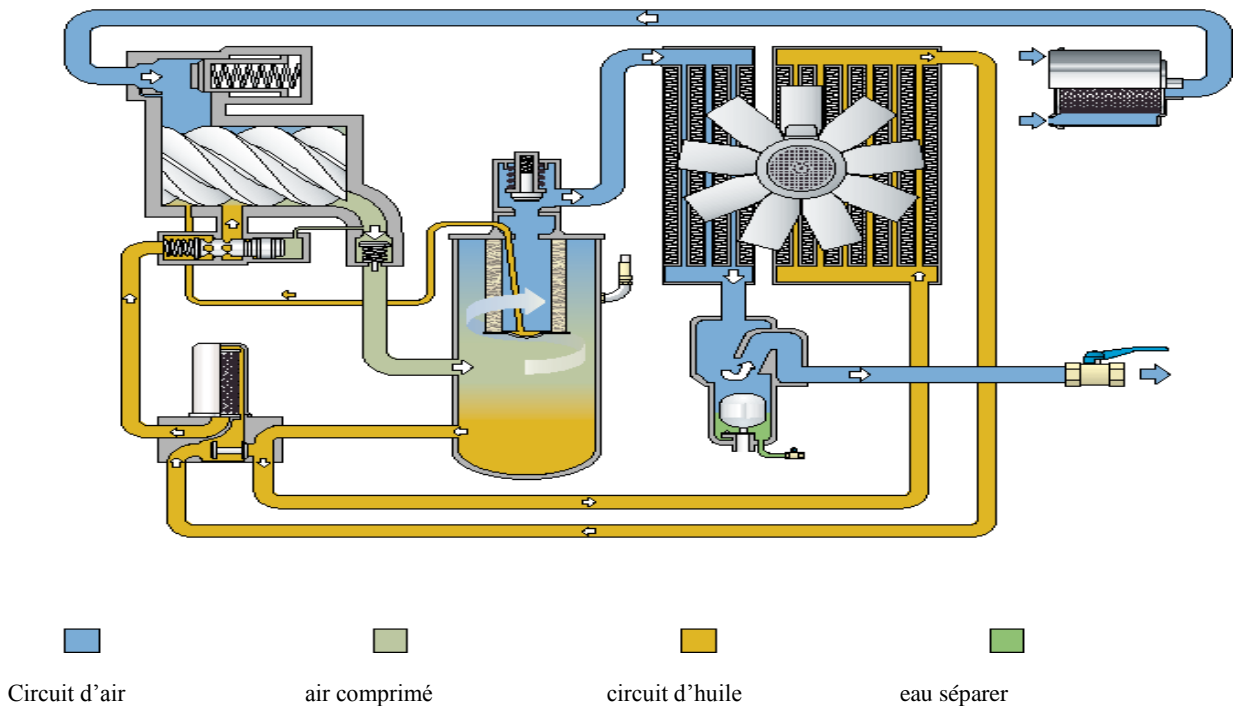 Circuit d’air
air comprimé
circuit d’huile
eau séparer